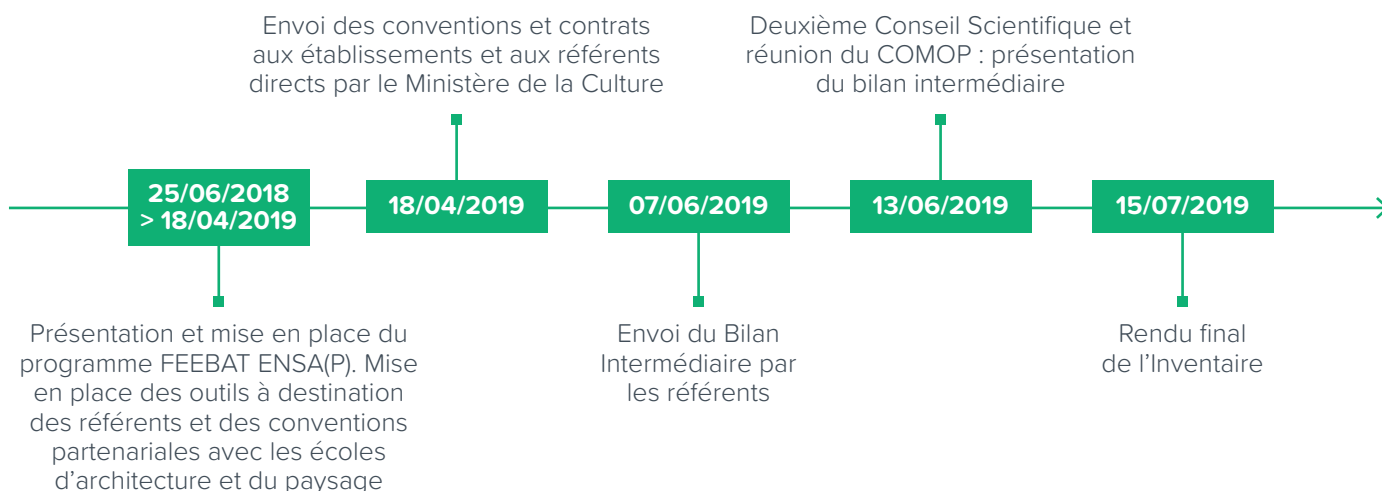 Envoi des conventions et contrats
aux établissements et aux référents
directs par le Ministère de la Culture
Deuxième Conseil Scientifique et
réunion du COMOP : présentation
du bilan intermédiaire
25/06/2018
> 18/04/2019
18/04/2019
07/06/2019
13/06/2019
15/07/2019
Présentation et mise en place du
programme FEEBAT ENSA(P). Mise
en place des outils à destination
des référents et des conventions
partenariales avec les écoles
d’architecture et du paysage
Envoi du Bilan
Intermédiaire par
les référents
Rendu final
de l’Inventaire